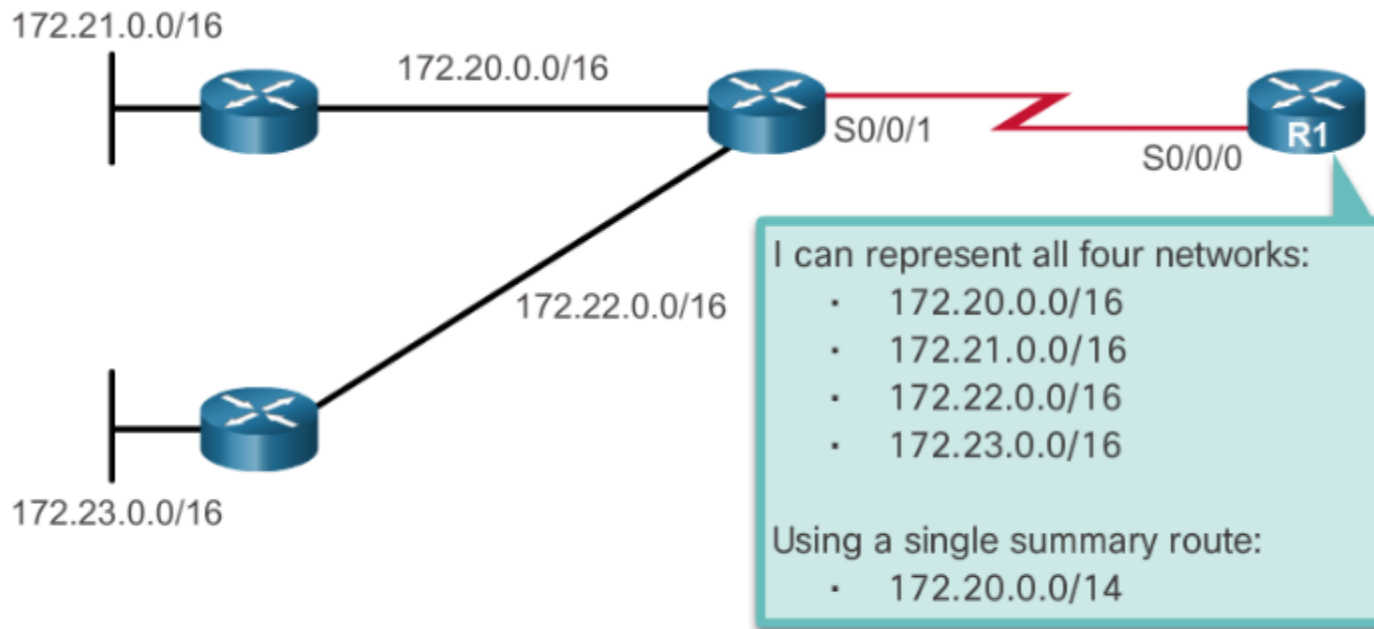 172.21.0.0/16
172.20.0.0/16
S0/0/1
S0/0/0
R1
172.22.0.0/16
172.23.0.0/16
I can represent all four networks:
· 172.20.0.0/16
· 172.21.0.0/16
· 172.22.0.0/16
· 172.23.0.0/16
Using a single summary route:
· 172.20.0.0/14